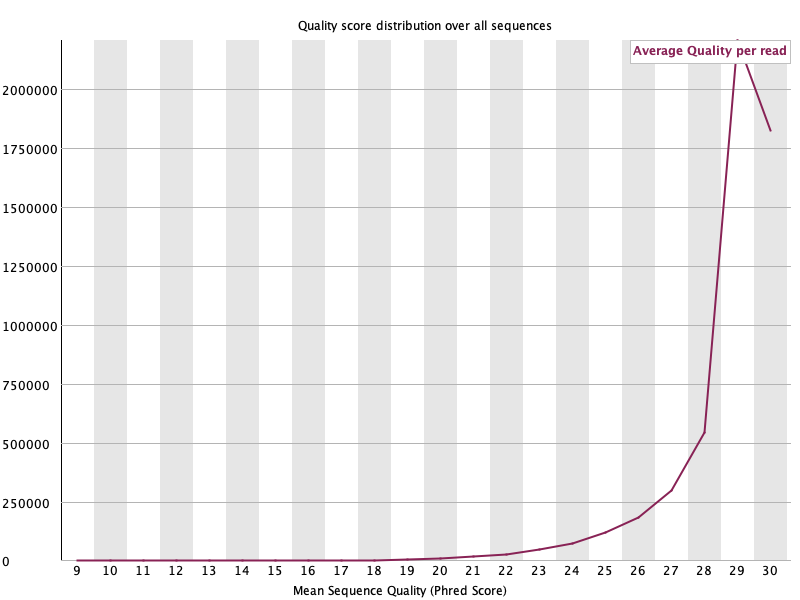 Quality score distribution over all sequences
Average Quality per read
2000000
1750000
1500000
1250000
1000000
750000
500000
250000
0
9 10 11 12 13 14 15 16 17 18 19 20 21 22 23 24 25 26 27 28 29 30
Mean Sequence Quality (Phred Score)